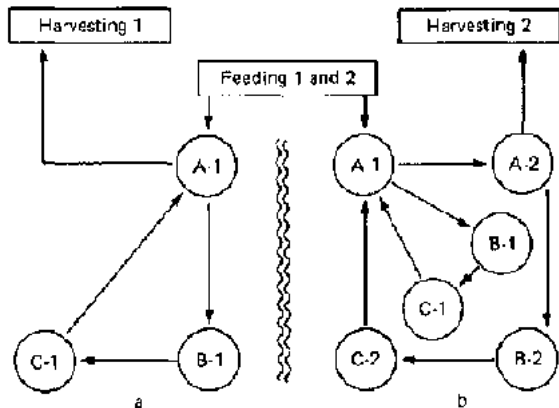 Harvesting 1
Harvesting 2
Feeding 1 and 2
A-1
A-1
A-2
B-1
C-1
C-1
B-1
C-2
B-2
a
b